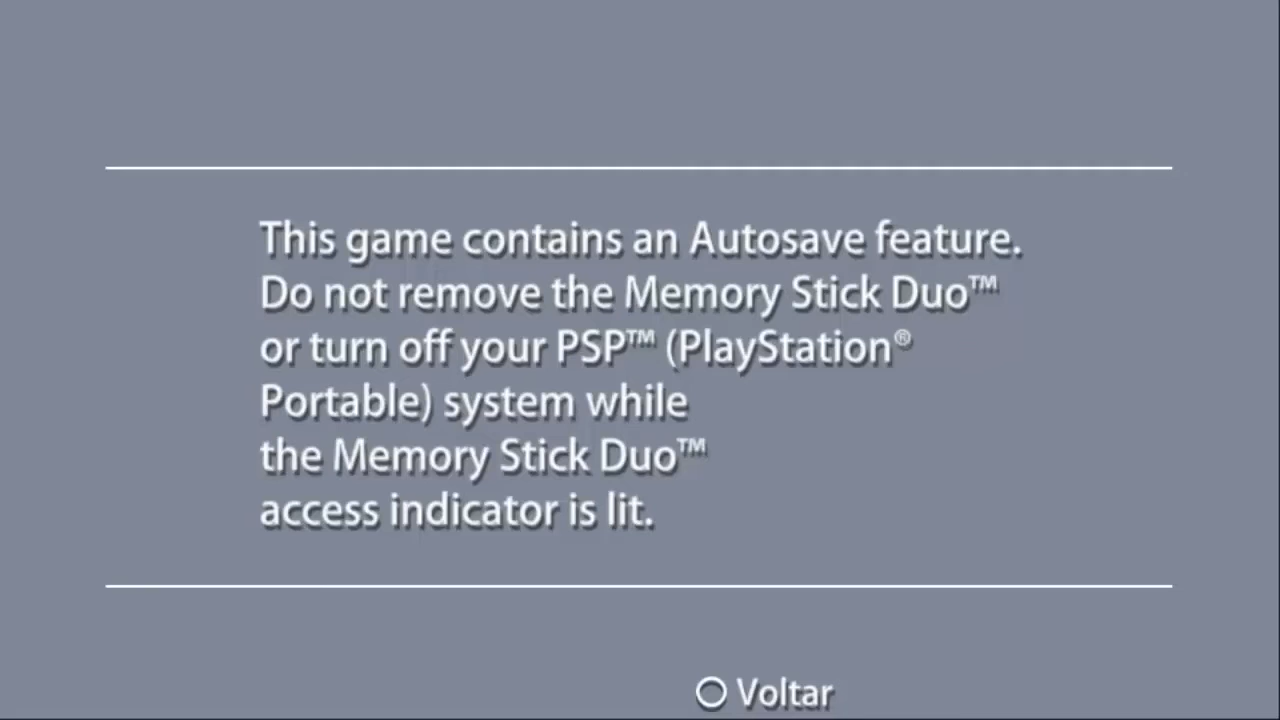 This game contains an Autosave feature.
Do not remove the Memory Stick Duo™
or turn off your PSP™ (PlayStation®
Portable) system while
the Memory Stick Duo™
access indicator is lit.
Voltar